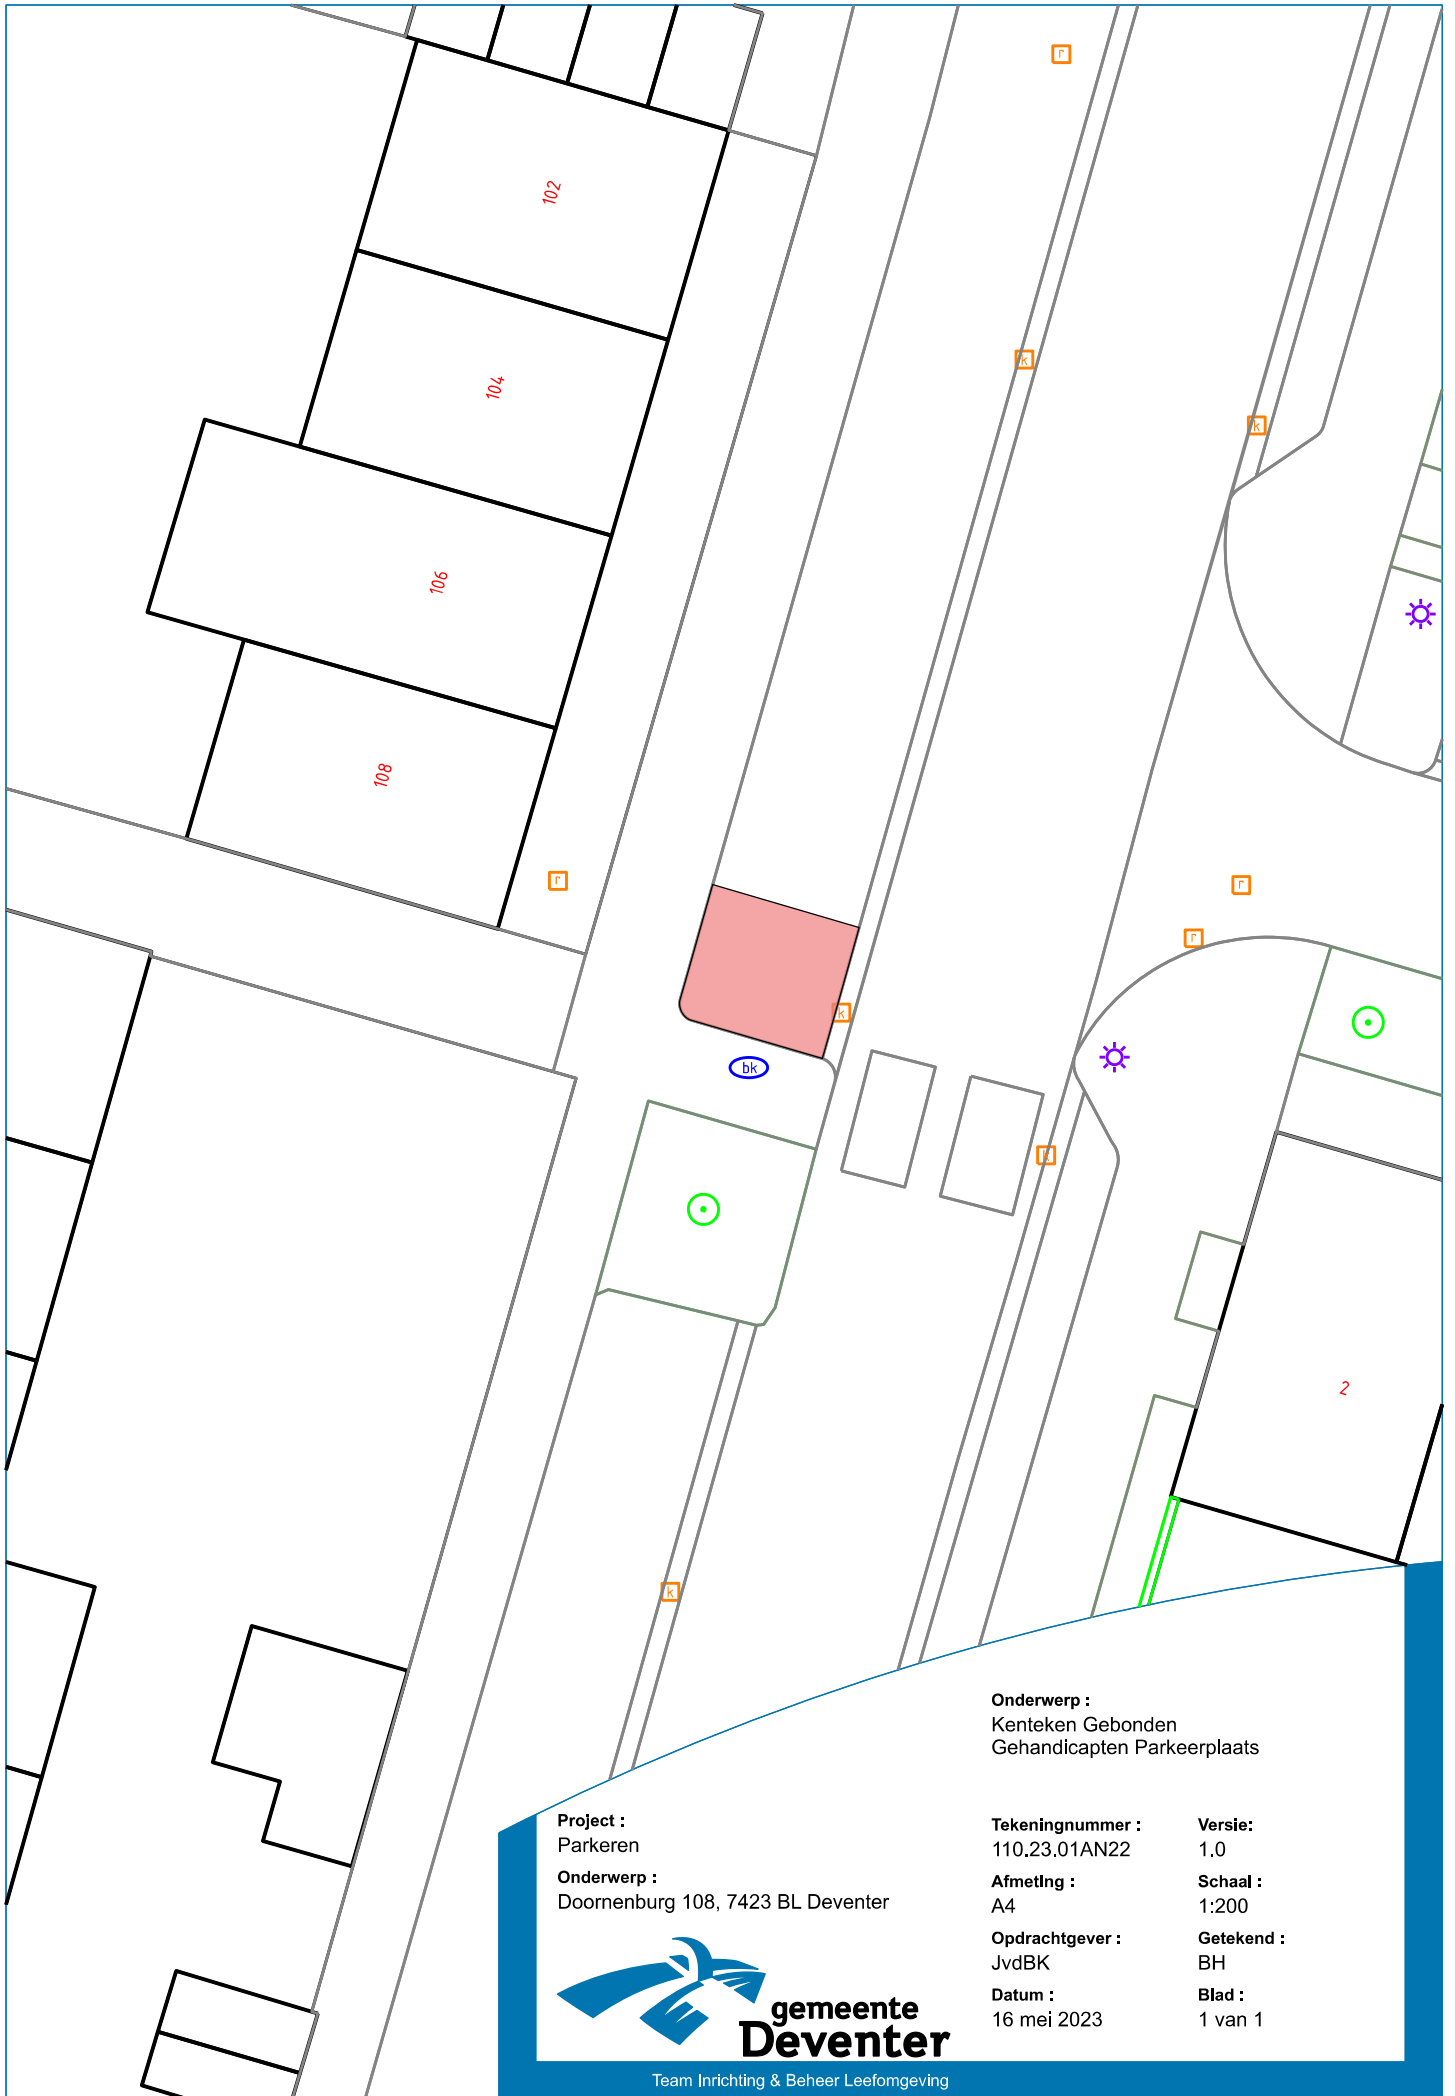 r
102
k
104
k
106
108
r
r
r
k
bk
k
2
k
Onderwerp :
Kenteken Gebonden
Gehandicapten Parkeerplaats
Project :
Parkeren
Onderwerp :
Doornenburg 108, 7423 BL Deventer
Tekeningnummer :
110.23.01AN22
Versie:
1.0
Afmeting :
A4
Schaal :
1:200
Opdrachtgever :
JvdBK
Getekend :
BH
Datum :
16 mei 2023
Blad :
1 van 1
gemeente
Deventer
Team Inrichting & Beheer Leefomgeving